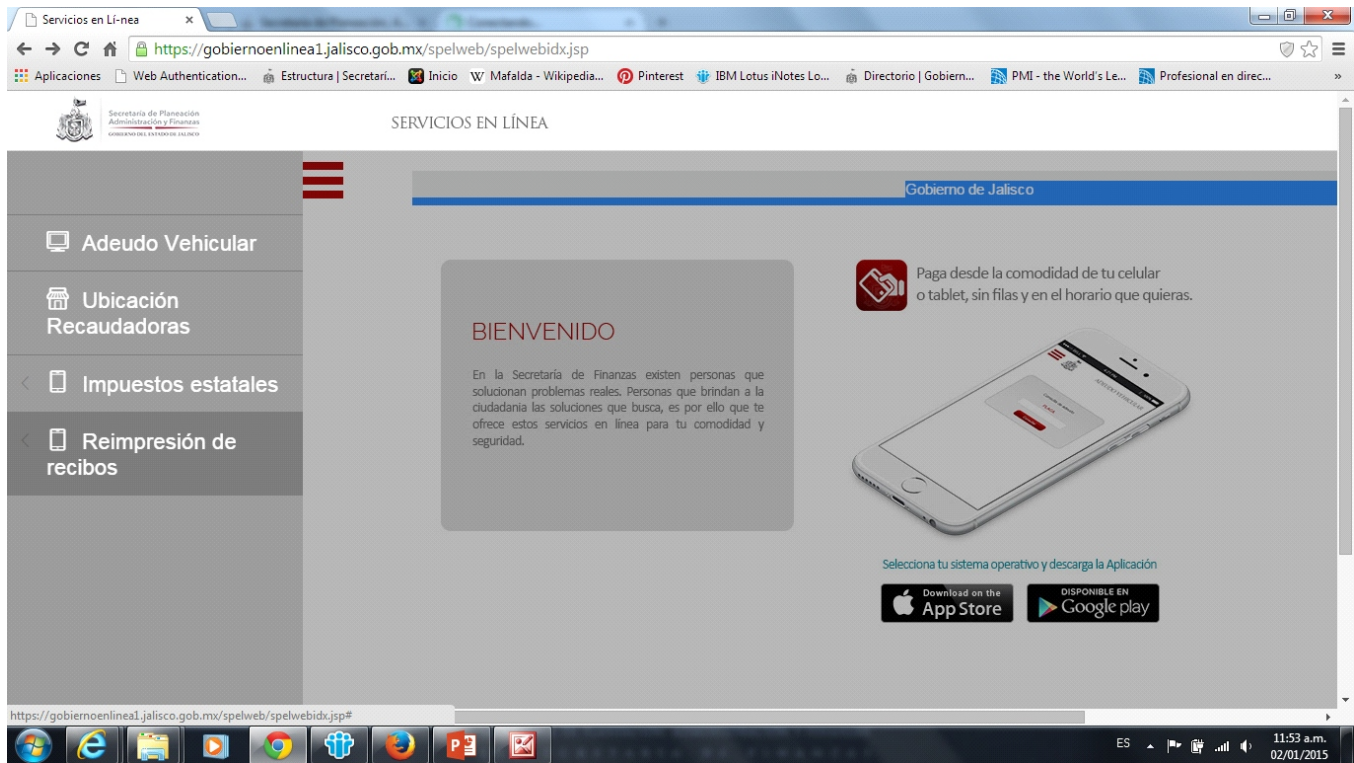 Servicios en Lí-nea
https://gobiernoenlinea1.jalisco.gob.mx/spelweb/spelwebidx.jsp
Aplicaciones
Web Authentication...
Estructura | Secretarí...
Inicio
Mafalda - Wikipedia...
Pinterest
IBM Lotus iNotes Lo...
Directorio | Gobiern...
PMI - the World's Le...
Profesional en direc...
»
Secretaría de Planeación
Administración y Finanzas
GOBIERNO DEL ESTADO DE JALISCO
SERVICIOS EN LÍNEA
Gobierno de Jalisco
Adeudo Vehicular
Ubicación
Recaudadoras
Impuestos estatales
Reimpresión de
recibos
BIENVENIDO
En la Secretaría de Finanzas existen personas que
solucionan problemas reales. Personas que brindan a la
ciudadania las soluciones que busca, es por ello que te
ofrece estos servicios en línea para tu comodidad y
seguridad.
Paga desde la comodidad de tu celular
o tablet, sin filas y en el horario que quieras.
Selecciona tu sistema operativo y descarga la Aplicación
Download on the
App Store
DISPONIBLE EN
Google play
https://gobiernoenlinea1.jalisco.gob.mx/spelweb/spelwebidx.jsp#
ES
11:53 a.m.
02/01/2015